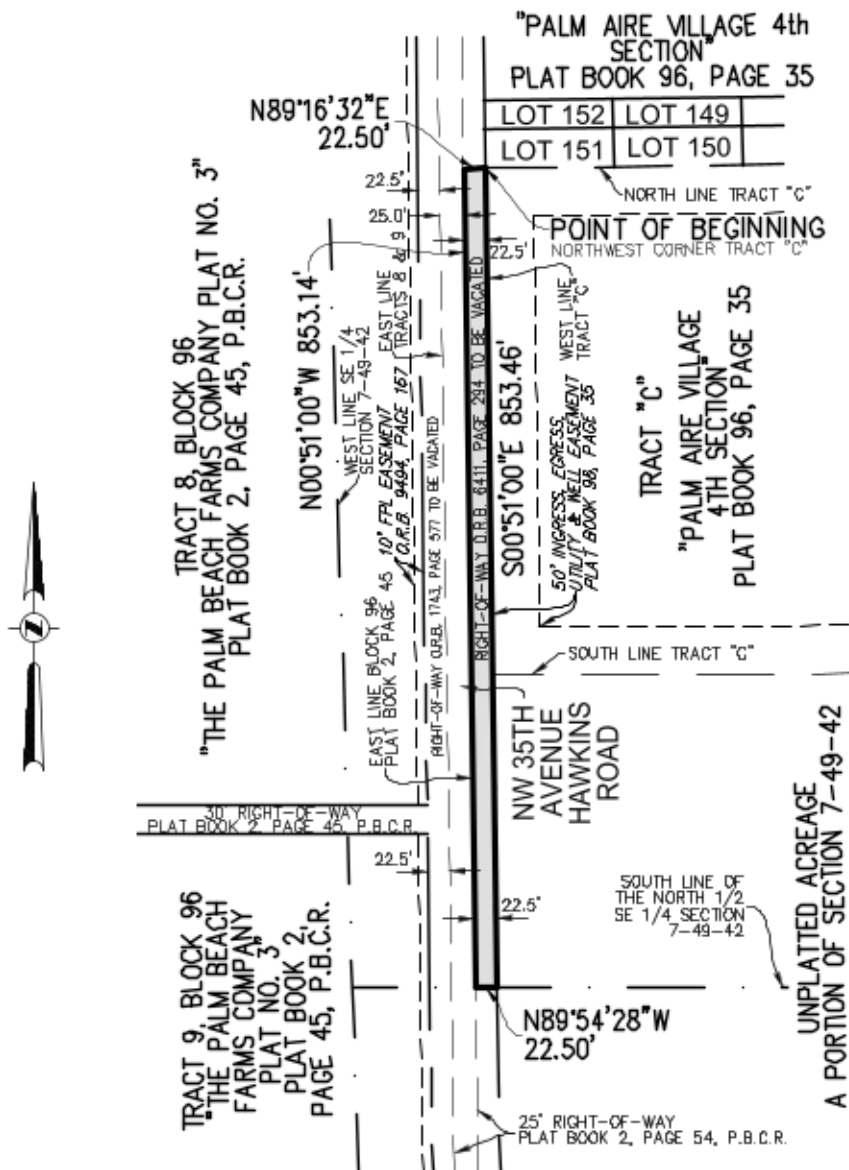 "PALM AIRE VILLAGE 4th
SECTION"
PLAT BOOK 96, PAGE 35
LOT 152
LOT 149
LOT 151
LOT 150
N89°16'32"E
22.50'
NORTH LINE TRACT "C"
22.5'
25.0'
POINT OF BEGINNING
NORTHWEST CORNER TRACT "C"
22.5'
TRACT 8, BLOCK 96
"THE PALM BEACH FARMS COMPANY PLAT NO. 3"
PLAT BOOK 2, PAGE 45, P.B.C.R.
N00°51'00"W 853.14'
WEST LINE SE 1/4
SECTION 7-49-42
EAST LINE
TRACTS 8 & 9
10' FPL EASEMENT
O.R.B. 9494, PAGE 167
EAST LINE BLOCK 96
PLAT BOOK 2, PAGE 45
RIGHT-OF-WAY O.R.B. 1743, PAGE 577 TO BE VACATED
RIGHT-OF-WAY O.R.B. 6411, PAGE 294 TO BE VACATED
S00°51'00"E 853.46'
WEST LINE
TRACT "C"
50' INGRESS, EGRESS,
UTILITY & WELL EASEMENT
PLAT BOOK 96, PAGE 35
TRACT "C"
"PALM AIRE VILLAGE
4TH SECTION"
PLAT BOOK 96, PAGE 35
Z
SOUTH LINE TRACT "C"
NW 35TH
AVENUE
HAWKINS
ROAD
30' RIGHT-OF-WAY
PLAT BOOK 2, PAGE 45, P.B.C.R.
22.5'
22.5'
SOUTH LINE OF
THE NORTH 1/2
SE 1/4 SECTION
7-49-42
UNPLATTED ACREAGE
A PORTION OF SECTION 7-49-42
TRACT 9, BLOCK 96
"THE PALM BEACH
FARMS COMPANY
PLAT NO. 3"
PLAT BOOK 2,
PAGE 45, P.B.C.R.
N89°54'28"W
22.50'
25' RIGHT-OF-WAY
PLAT BOOK 2, PAGE 54, P.B.C.R.